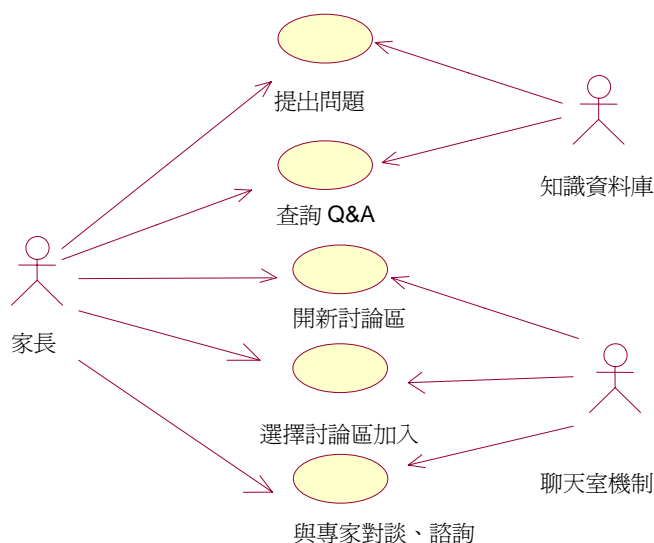 提出問題
知識資料庫
查詢 Q&A
開新討論區
家長
選擇討論區加入
聊天室機制
與專家對談、諮詢